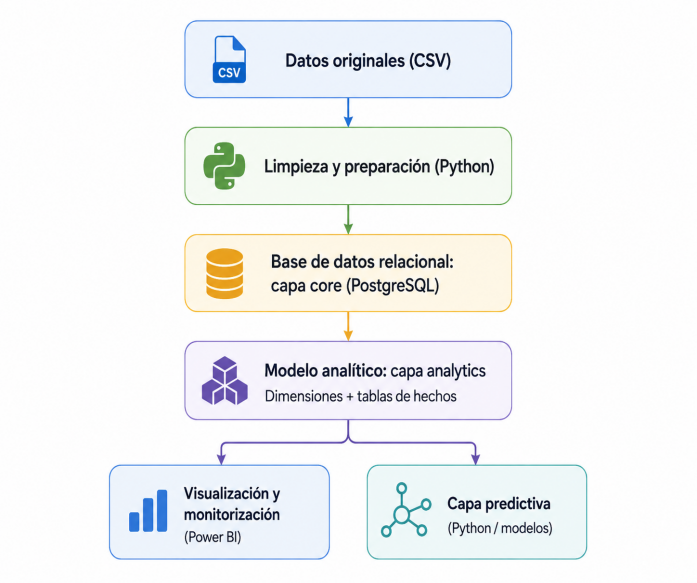 CSV
Datos originales (CSV)
Limpieza y preparación (Python)
Base de datos relacional:
capa core (PostgreSQL)
Modelo analítico: capa analytics
Dimensiones + tablas de hechos
Visualización y
monitorización
(Power BI)
Capa predictiva
(Python / modelos)